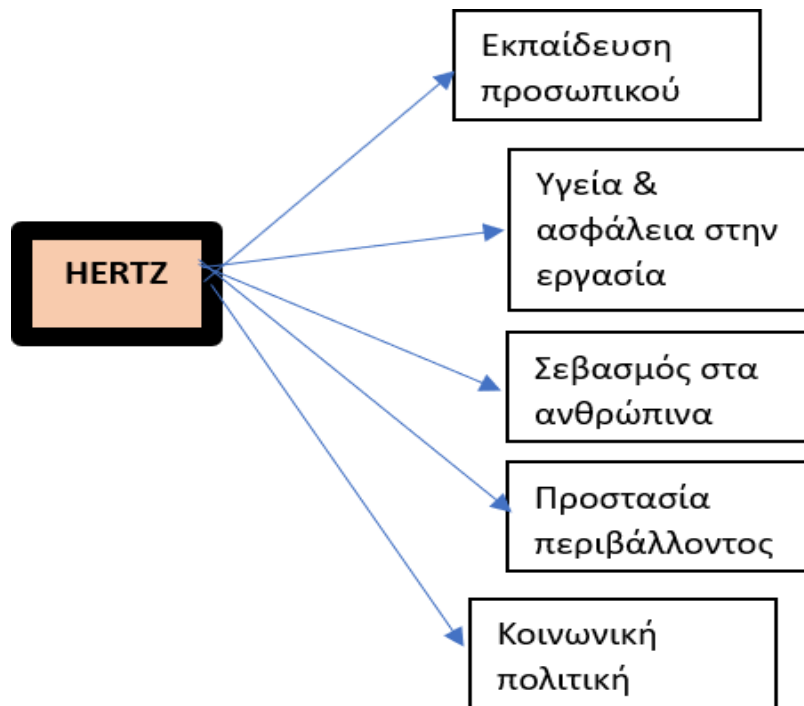 Εκπαίδευση
προσωπικού
Υγεία &
ασφάλεια στην
εργασία
HERTZ
Σεβασμός στα
ανθρώπινα
Προστασία
περιβάλλοντος
Κοινωνική
πολιτική